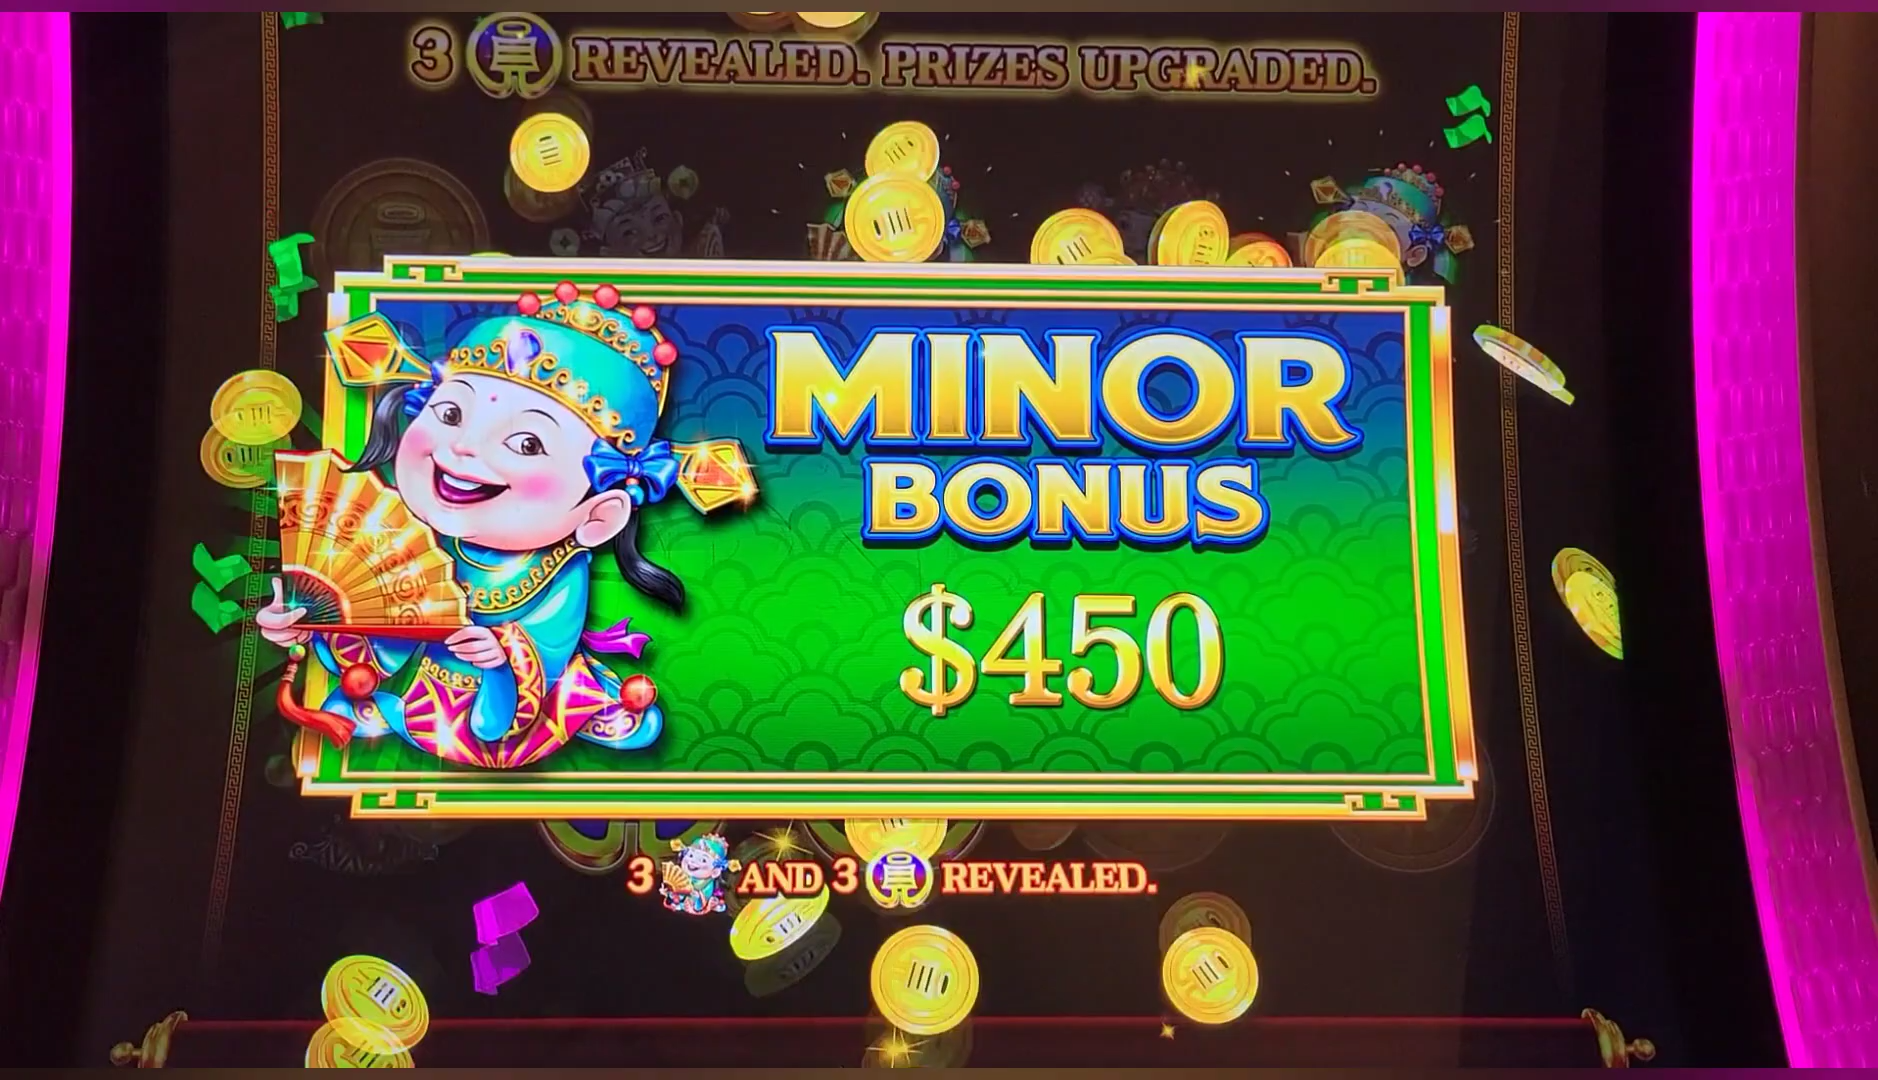 3 REVEALED. PRIZES UPGRADED.
MINOR
BONUS
$450
3 AND 3 REVEALED.